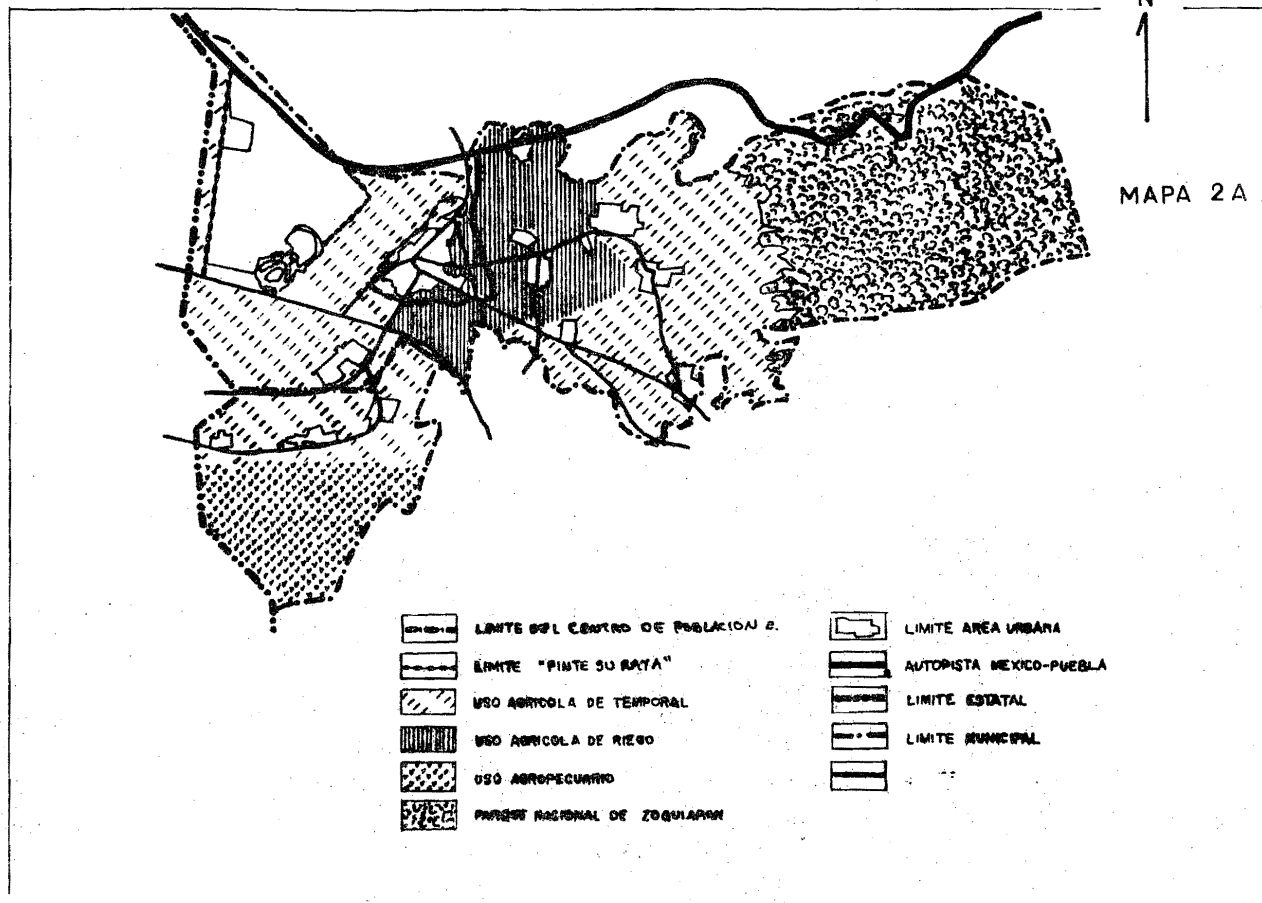 N
MAPA 2A
LIMITE DEL CENTRO DE POBLACION E.
LIMITE "PINTE SU RAYA"
USO AGRICOLA DE TEMPORAL
USO AGRICOLA DE RIEGO
USO AGROPECUARIO
PARQUE NACIONAL DE ZOQUIAPAN
LIMITE AREA URBANA
AUTOPISTA MEXICO-PUEBLA
LIMITE ESTATAL
LIMITE MUNICIPAL